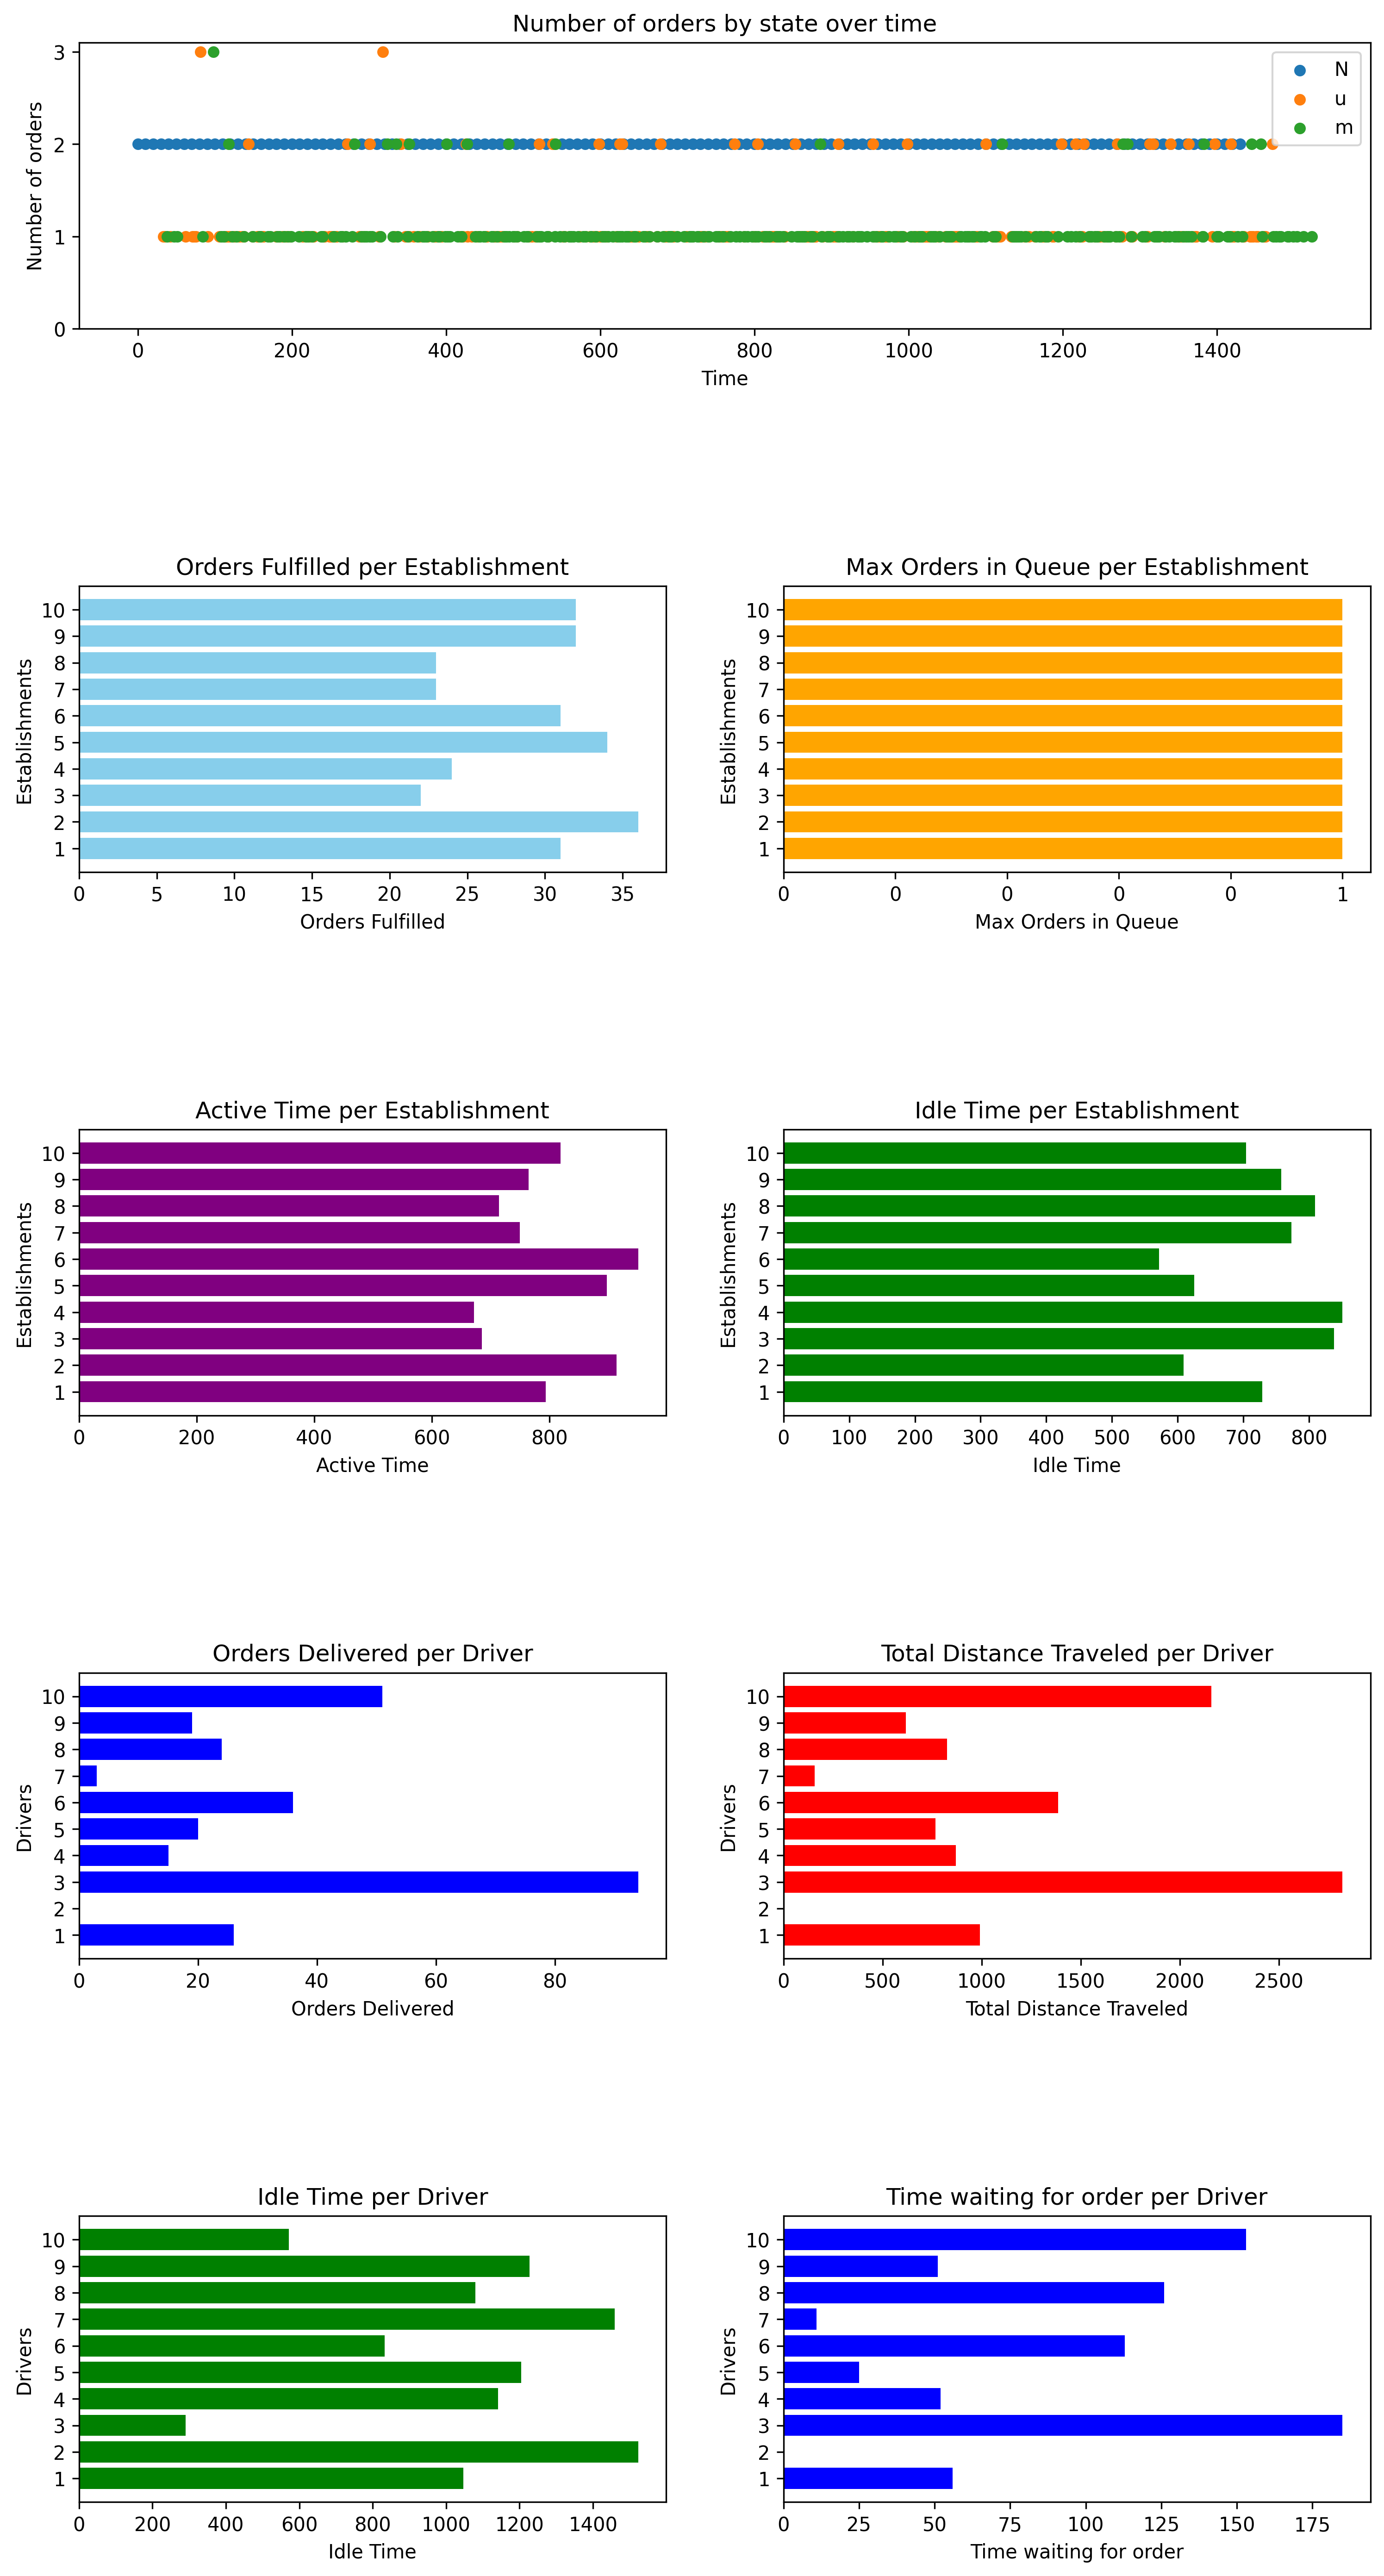 Number of orders by state over time
Number of orders
3
2
1
0
N
u
m
0 200 400 600 800 1000 1200 1400
Time
Orders Fulfilled per Establishment
Establishments
10
9
8
7
6
5
4
3
2
1
0 5 10 15 20 25 30 35
Orders Fulfilled
Max Orders in Queue per Establishment
Establishments
10
9
8
7
6
5
4
3
2
1
0 0 0 0 0 1
Max Orders in Queue
Active Time per Establishment
Establishments
10
9
8
7
6
5
4
3
2
1
0 200 400 600 800
Active Time
Idle Time per Establishment
Establishments
10
9
8
7
6
5
4
3
2
1
0 100 200 300 400 500 600 700 800
Idle Time
Orders Delivered per Driver
Drivers
10
9
8
7
6
5
4
3
2
1
0 20 40 60 80
Orders Delivered
Total Distance Traveled per Driver
Drivers
10
9
8
7
6
5
4
3
2
1
0 500 1000 1500 2000 2500
Total Distance Traveled
Idle Time per Driver
Drivers
10
9
8
7
6
5
4
3
2
1
0 200 400 600 800 1000 1200 1400
Idle Time
Time waiting for order per Driver
Drivers
10
9
8
7
6
5
4
3
2
1
0 25 50 75 100 125 150 175
Time waiting for order